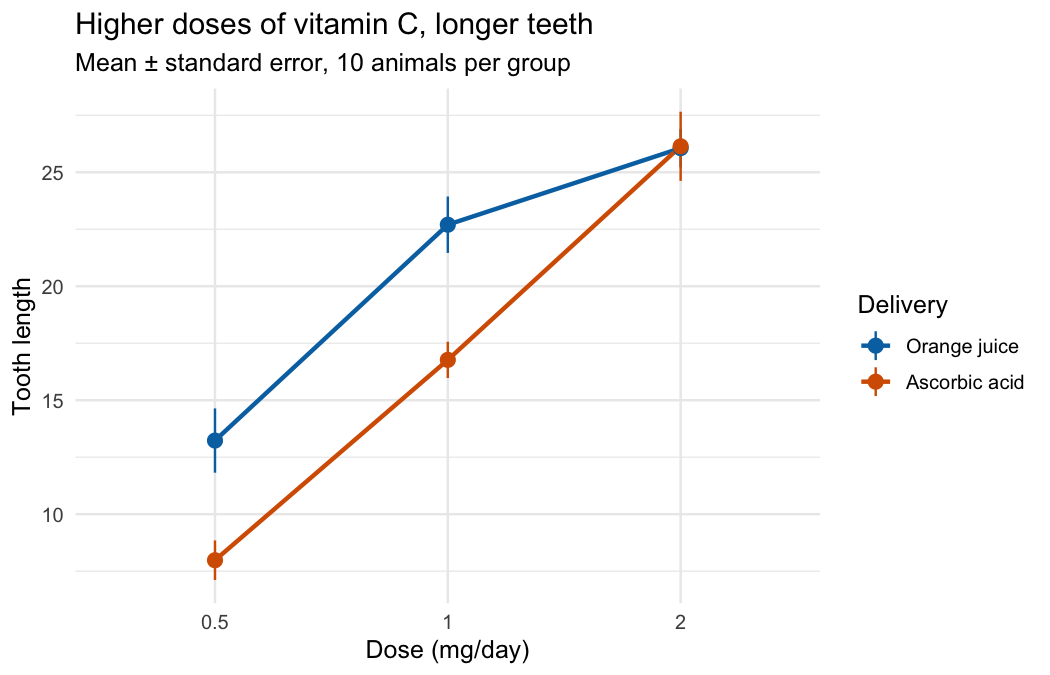 Higher doses of vitamin C, longer teeth
Mean ± standard error, 10 animals per group
Tooth length
25
20
15
10
0.5
1
2
Dose (mg/day)
Delivery
Orange juice
Ascorbic acid